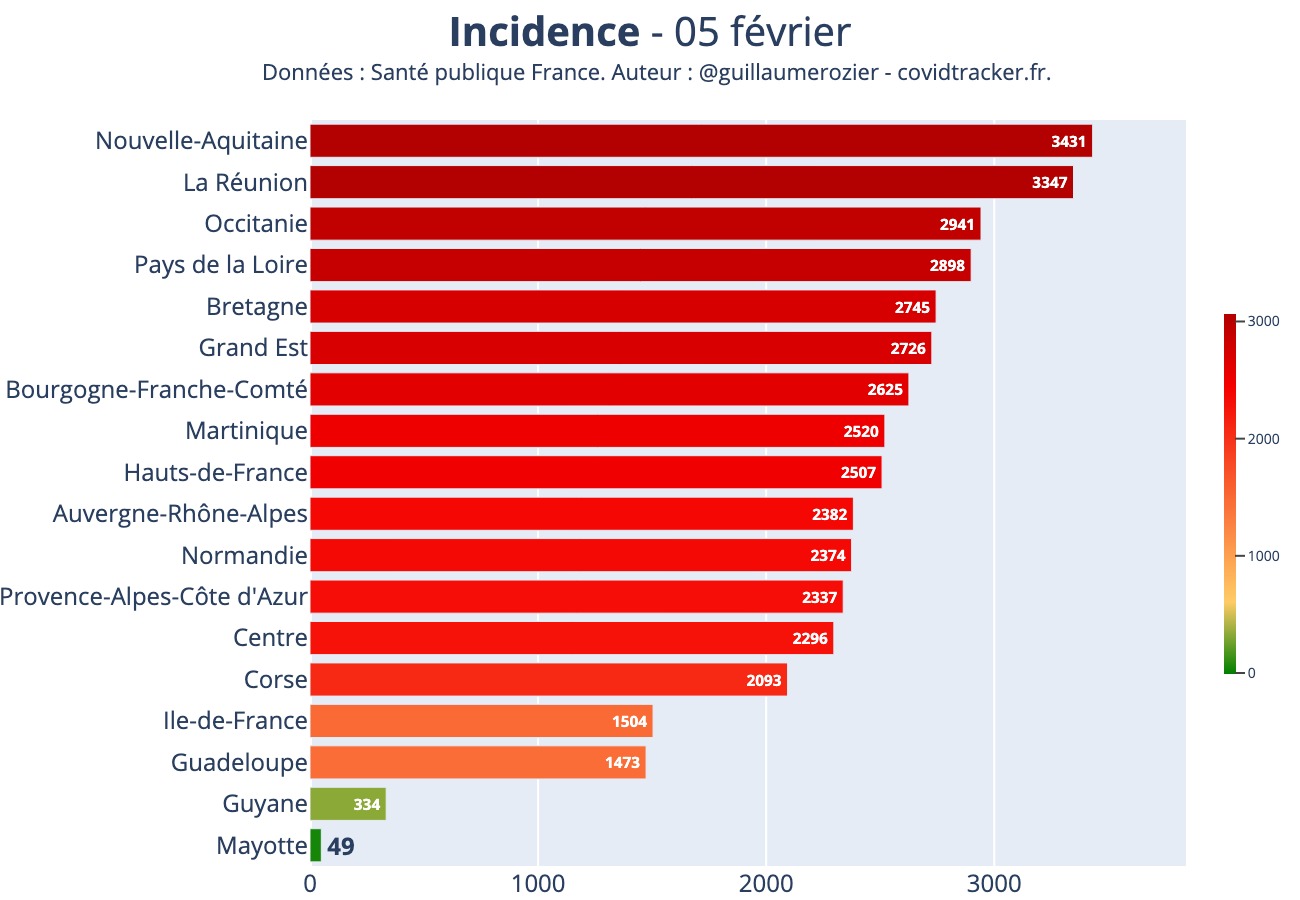 Incidence - 05 février
Données : Santé publique France. Auteur : @guillaumerozier - covidtracker.fr.
Nouvelle-Aquitaine 3431
La Réunion 3347
Occitanie 2941
Pays de la Loire 2898
Bretagne 2745
Grand Est 2726
Bourgogne-Franche-Comté 2625
Martinique 2520
Hauts-de-France 2507
Auvergne-Rhône-Alpes 2382
Normandie 2374
Provence-Alpes-Côte d'Azur 2337
Centre 2296
Corse 2093
Ile-de-France 1504
Guadeloupe 1473
Guyane 334
Mayotte 49
0 1000 2000 3000
3000
2000
1000
0